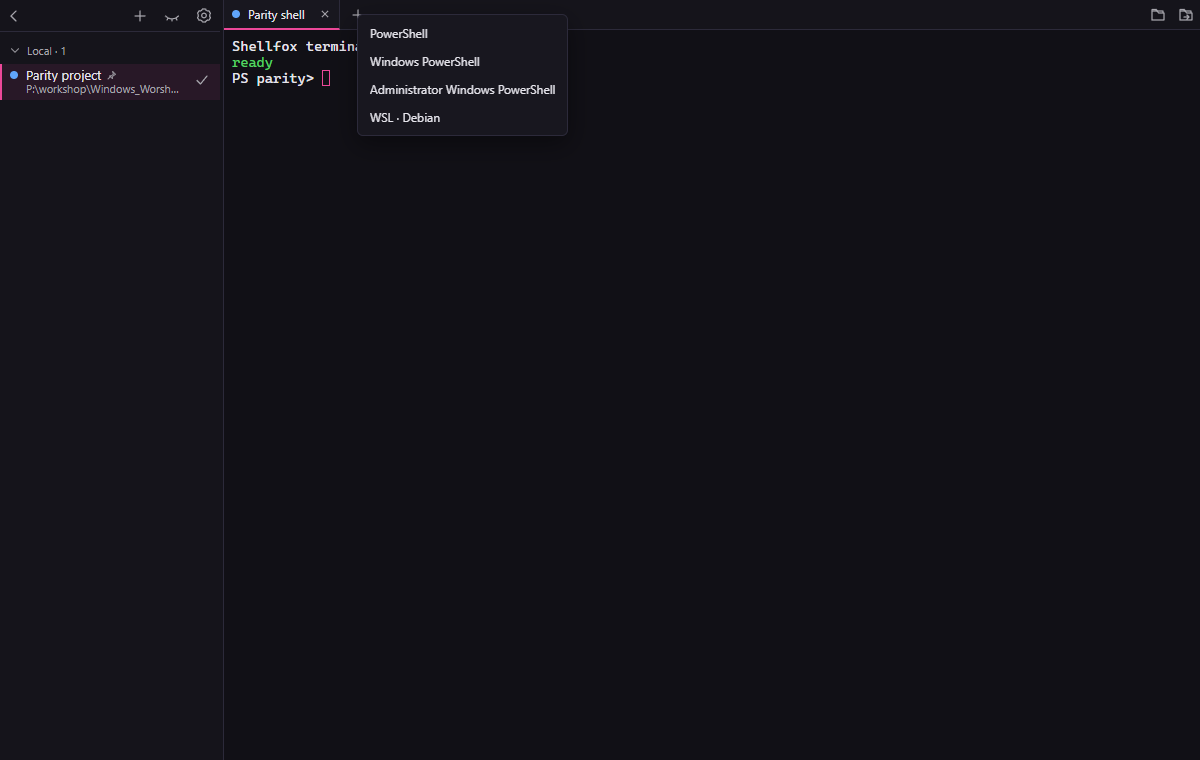 Parity shell
Local · 1
Parity project
P:\workshop\Windows_Worsh...
Shellfox termin
ready
PS parity>
PowerShell
Windows PowerShell
Administrator Windows PowerShell
WSL · Debian